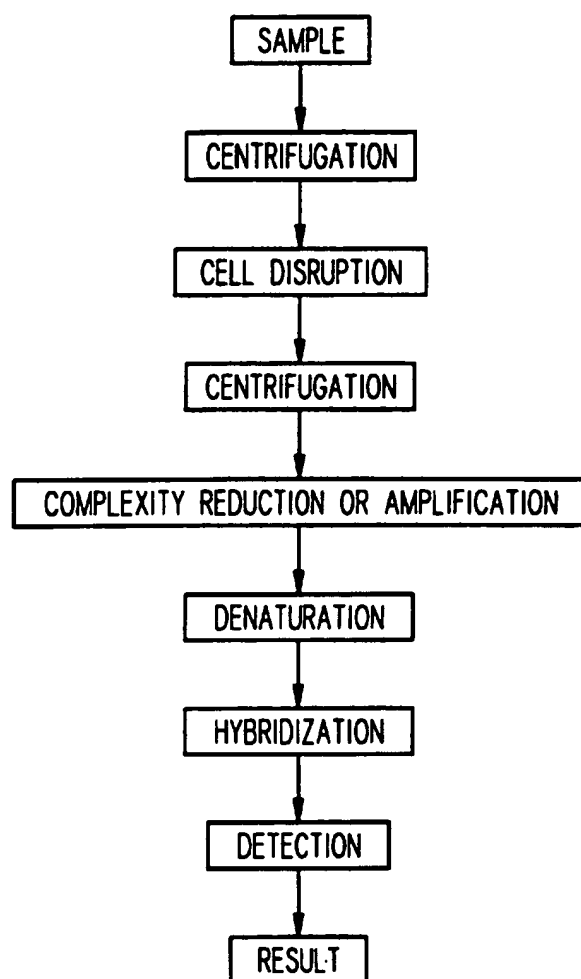 SAMPLE
CENTRIFUGATION
CELL DISRUPTION
CENTRIFUGATION
COMPLEXITY REDUCTION OR AMPLIFICATION
DENATURATION
HYBRIDIZATION
DETECTION
RESULT